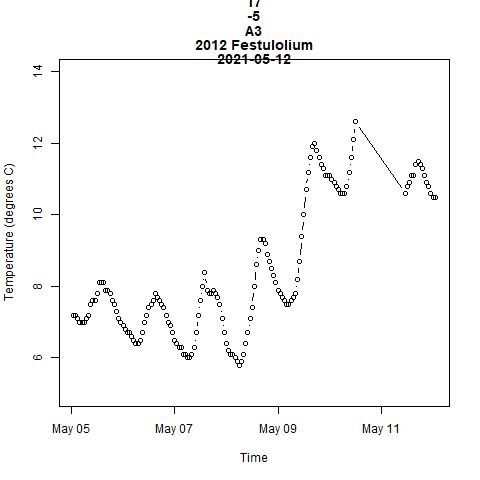 17
-5
A3
2012 Festulolium
2021-05-12
14
12
10
8
6
Temperature (degrees C)
May 05
May 07
May 09
May 11
Time